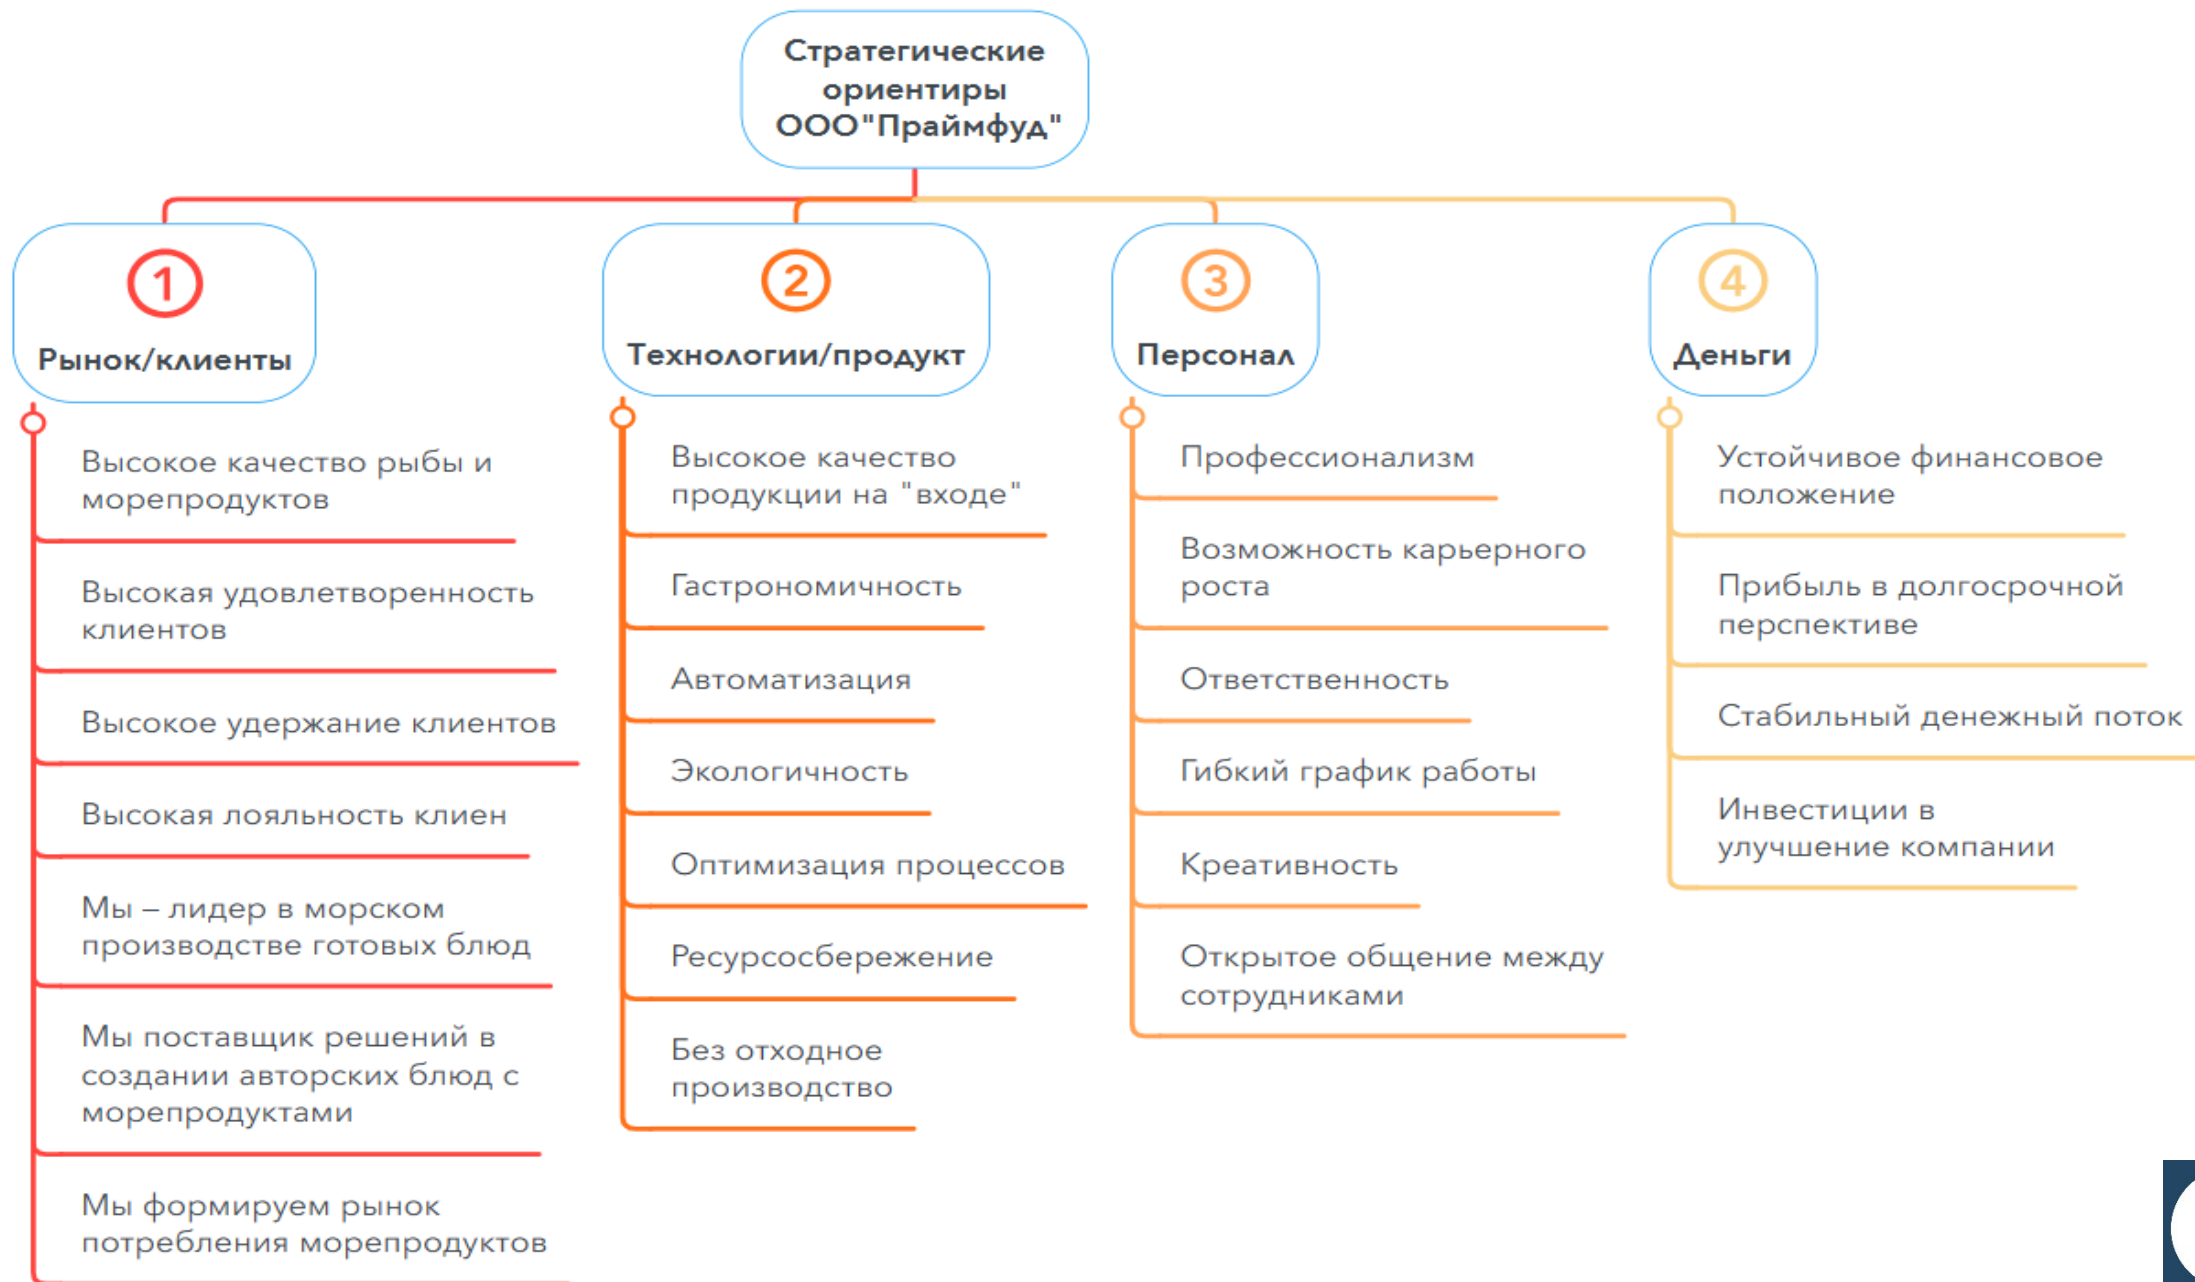 Стратегические
ориентиры
ООО"Праймфуд"
1
Рынок/клиенты
Высокое качество рыбы и
морепродуктов
Высокая удовлетворенность
клиентов
Высокое удержание клиентов
Высокая лояльность клиен
Мы – лидер в морском
производстве готовых блюд
Мы поставщик решений в
создании авторских блюд с
морепродуктами
Мы формируем рынок
потребления морепродуктов
2
Технологии/продукт
Высокое качество
продукции на "входе"
Гастрономичность
Автоматизация
Экологичность
Оптимизация процессов
Ресурсосбережение
Без отходное
производство
3
Персонал
Профессионализм
Возможность карьерного
роста
Ответственность
Гибкий график работы
Креативность
Открытое общение между
сотрудниками
4
Деньги
Устойчивое финансовое
положение
Прибыль в долгосрочной
перспективе
Стабильный денежный поток
Инвестиции в
улучшение компании